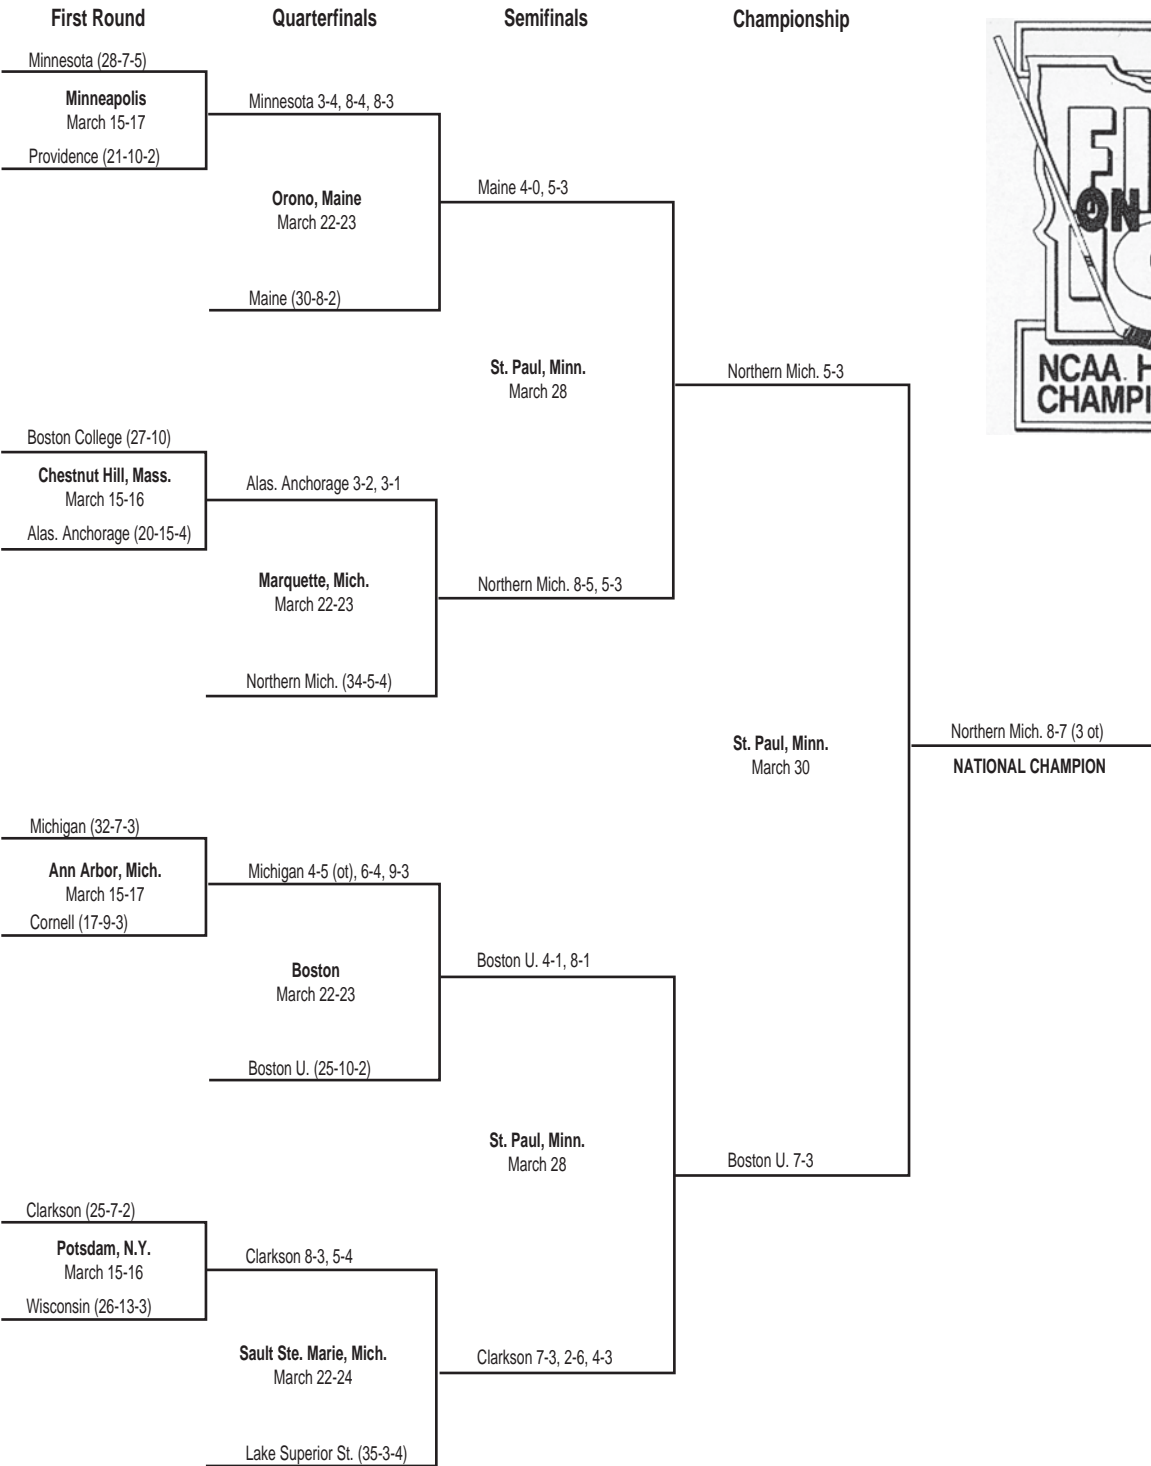 First Round
Quarterfinals
Semifinals
Championship
Minnesota (28-7-5)
Minneapolis
March 15-17
Providence (21-10-2)
Minnesota 3-4, 8-4, 8-3
Orono, Maine
March 22-23
Maine (30-8-2)
Maine 4-0, 5-3
St. Paul, Minn.
March 28
Boston College (27-10)
Chestnut Hill, Mass.
March 15-16
Alas. Anchorage (20-15-4)
Alas. Anchorage 3-2, 3-1
Marquette, Mich.
March 22-23
Northern Mich. (34-5-4)
Northern Mich. 8-5, 5-3
Northern Mich. 5-3
St. Paul, Minn.
March 30
Northern Mich. 8-7 (3 ot)
NATIONAL CHAMPION
Michigan (32-7-3)
Ann Arbor, Mich.
March 15-17
Cornell (17-9-3)
Michigan 4-5 (ot), 6-4, 9-3
Boston
March 22-23
Boston U. (25-10-2)
Boston U. 4-1, 8-1
St. Paul, Minn.
March 28
Boston U. 7-3
Clarkson (25-7-2)
Potsdam, N.Y.
March 15-16
Wisconsin (26-13-3)
Clarkson 8-3, 5-4
Sault Ste. Marie, Mich.
March 22-24
Lake Superior St. (35-3-4)
Clarkson 7-3, 2-6, 4-3
FI
ON
NCAA H
CHAMPI